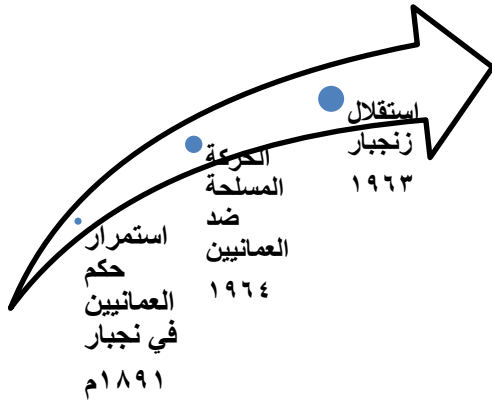 استقلال
زنجبار
١٩٦٣
الحركة
المسلحة
ضد
العمانيين
١٩٦٤
استمرار
حكم
العمانيين
في نجبار
١٨٩١م